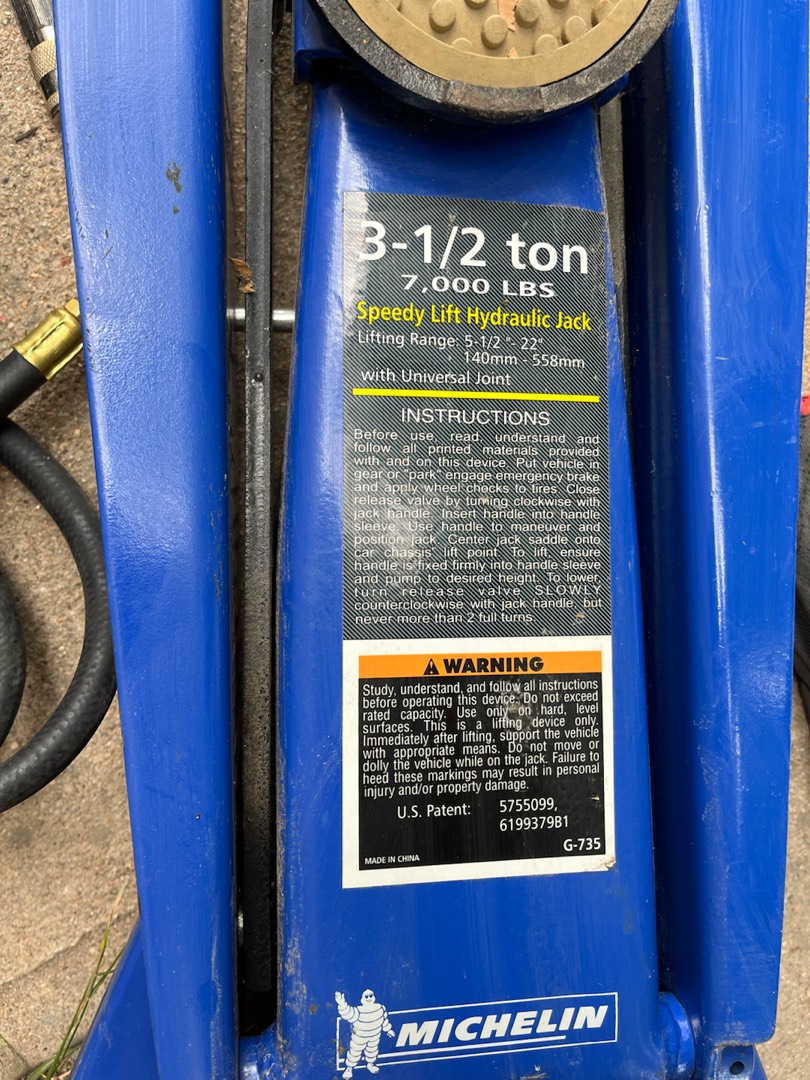 3-1/2 ton
7,000 LBS
Speedy Lift Hydraulic Jack
Lifting Range: 5-1/2 "- 22"
140mm - 558mm
with Universal Joint
INSTRUCTIONS
Before use, read, understand and
follow all printed materials provided
with and on this device. Put vehicle in
gear or "park" engage emergency brake
and apply wheel chocks to tires. Close
release valve by turning clockwise with
jack handle. Insert handle into handle
sleeve. Use handle to maneuver and
position jack. Center jack saddle onto
car chassis' lift point. To lift, ensure
handle is fixed firmly into handle sleeve
and pump to desired height. To lower,
turn release valve SLOWLY
counterclockwise with jack handle, but
never more than 2 full turns.
WARNING
Study, understand, and follow all instructions
before operating this device. Do not exceed
rated capacity. Use only on hard, level
surfaces. This is a lifting device only.
Immediately after lifting, support the vehicle
with appropriate means. Do not move or
dolly the vehicle while on the jack. Failure to
heed these markings may result in personal
injury and/or property damage.
U.S. Patent: 5755099,
6199379B1
G-735
MADE IN CHINA
MICHELIN